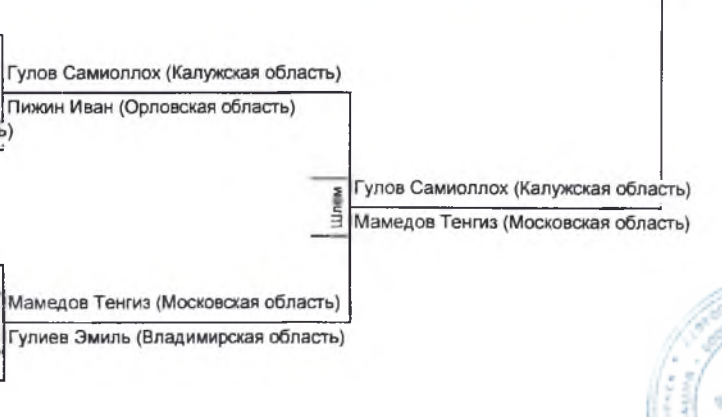 Гулов Самиоллох (Калужская область)
Пижин Иван (Орловская область)
ь)
Шлем
Гулов Самиоллох (Калужская область)
Мамедов Тенгиз (Московская область)
Мамедов Тенгиз (Московская область)
Гулиев Эмиль (Владимирская область)